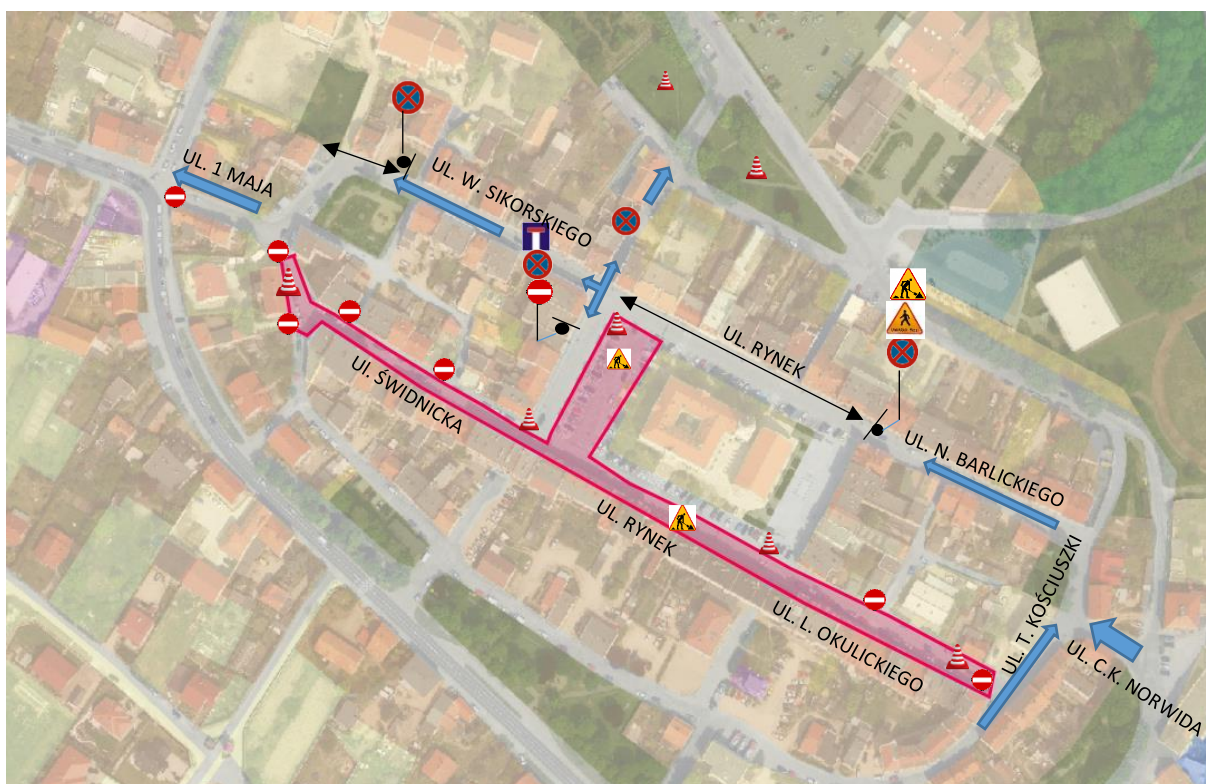 UL. 1 MAJA
UL. W. SIKORSKIEGO
UL. RYNEK
UL. N. BARLICKIEGO
Ul. ŚWIDNICKA
UL. RYNEK
UL. L. OKULICKIEGO
UL. T. KOŚCIUSZKI
UL. C.K. NORWIDA